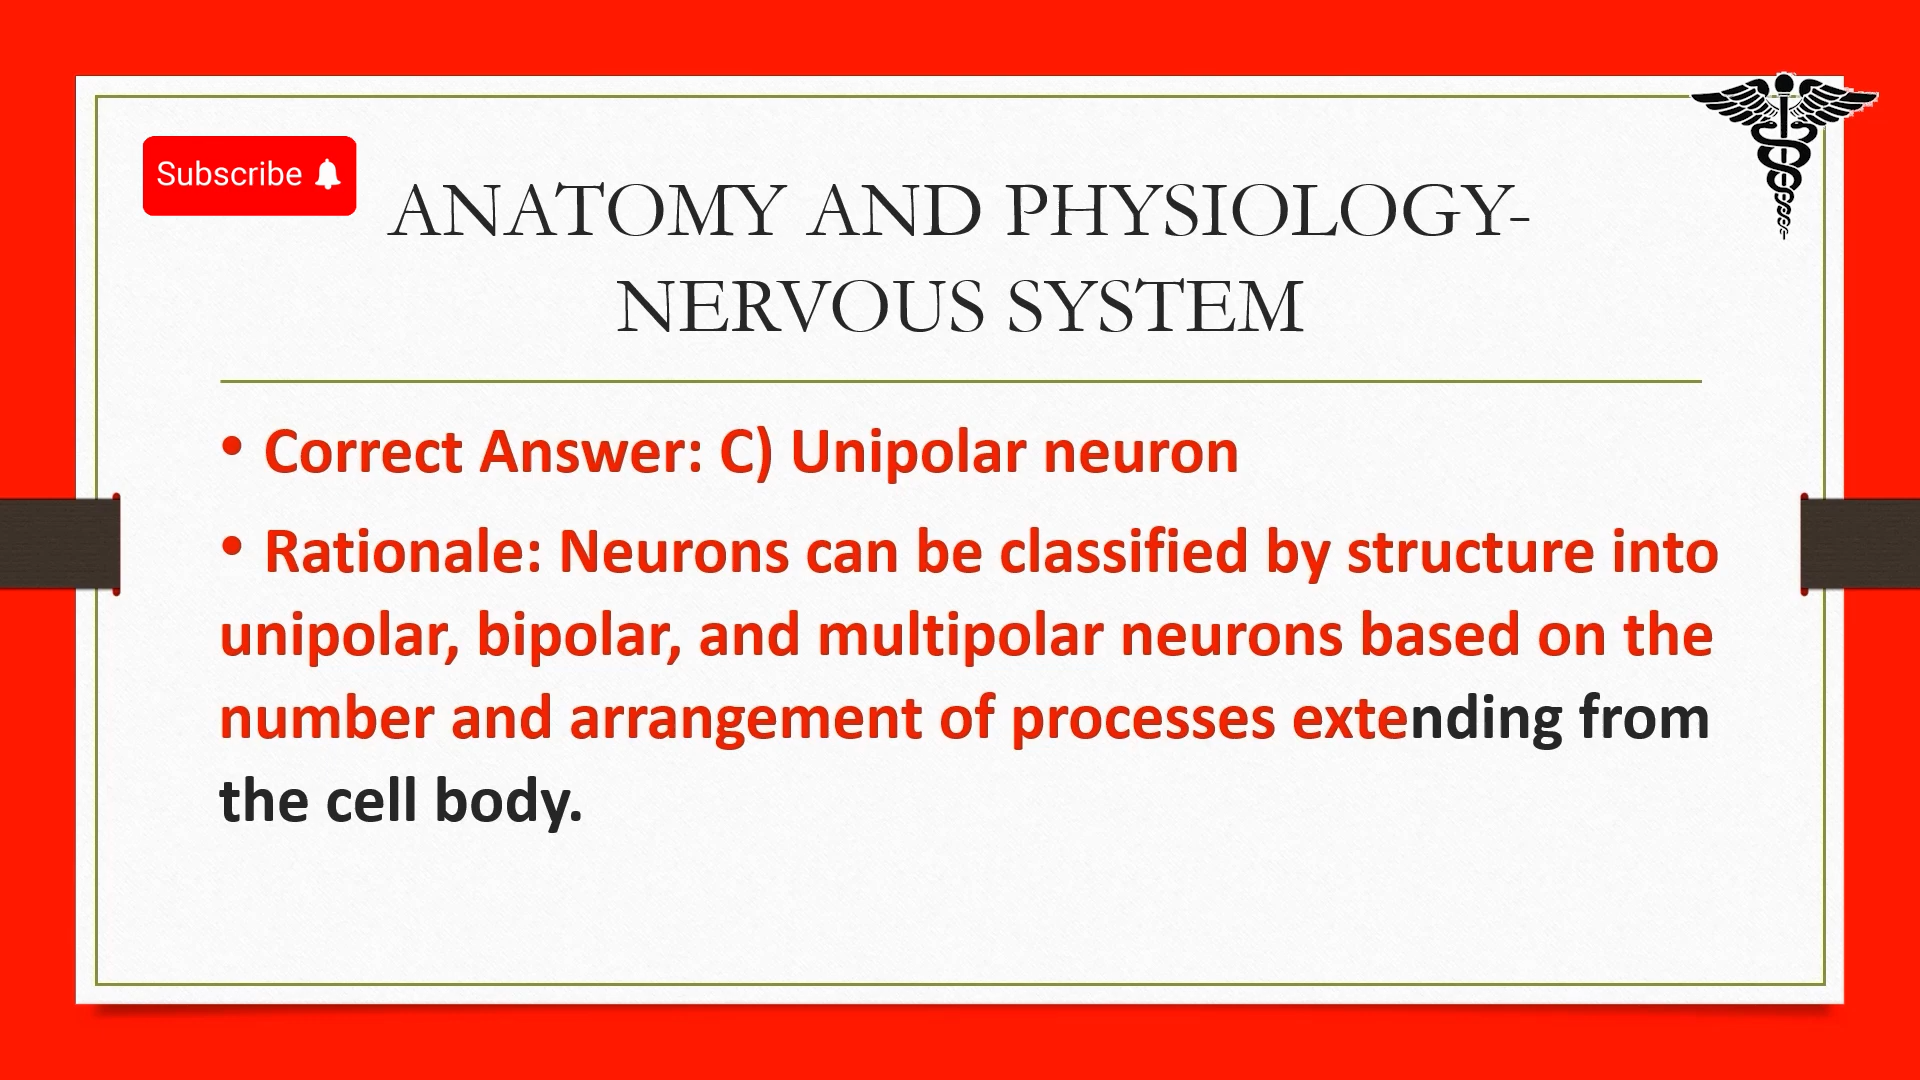 Subscribe
ANATOMY AND PHYSIOLOGY-
NERVOUS SYSTEM
• Correct Answer: C) Unipolar neuron
• Rationale: Neurons can be classified by structure into
unipolar, bipolar, and multipolar neurons based on the
number and arrangement of processes extending from
the cell body.